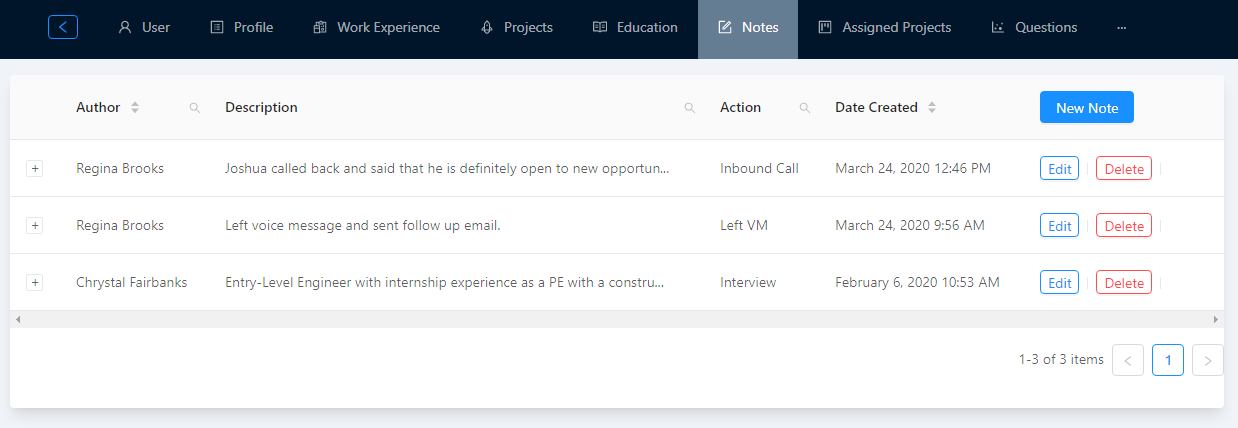 User Profile Work Experience Projects Education Notes Assigned Projects Questions ...
Author Description Action Date Created New Note
+ Regina Brooks Joshua called back and said that he is definitely open to new opportun... Inbound Call March 24, 2020 12:46 PM Edit Delete
+ Regina Brooks Left voice message and sent follow up email. Left VM March 24, 2020 9:56 AM Edit Delete
+ Chrystal Fairbanks Entry-Level Engineer with internship experience as a PE with a constru... Interview February 6, 2020 10:53 AM Edit Delete
1-3 of 3 items < 1 >